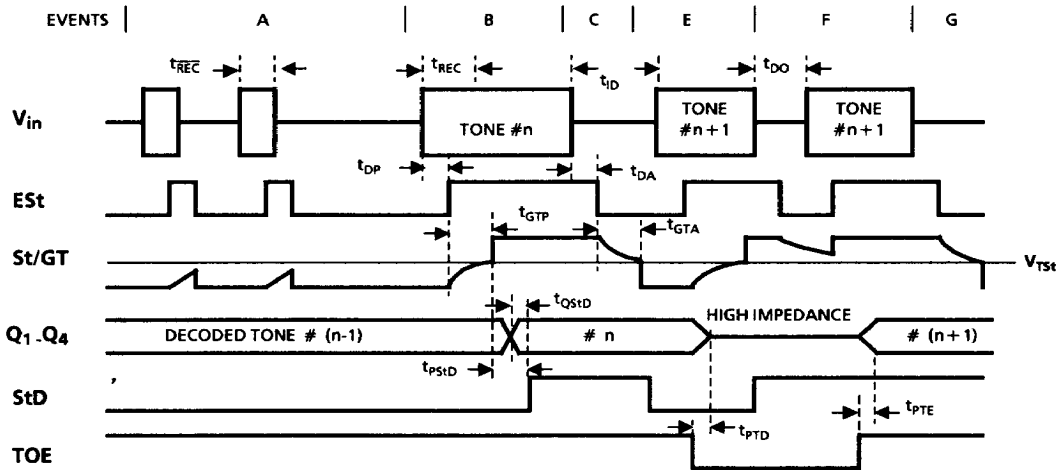 EVENTS | A | B | C | E | F | G
tREC tREC tID tDO
Vin TONE #n TONE #n+1 TONE #n+1
tDP tDA
ESt
tGTP tGTA
St/GT VTSt
tQStD
HIGH IMPEDANCE
Q1-Q4 DECODED TONE # (n-1) # n # (n+1)
tPStD
StD
tPTE
tPTD
TOE